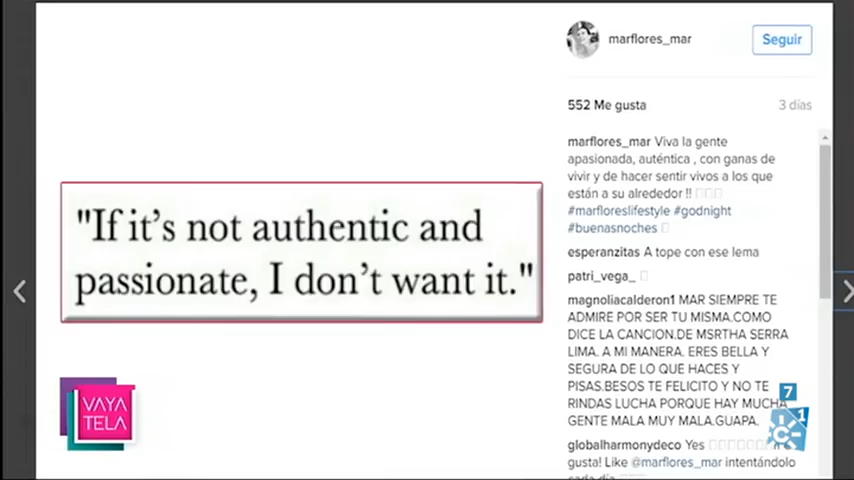 marflores_mar
Seguir
552 Me gusta
3 días
"If it's not authentic and
passionate, I don't want it."
marflores_mar Viva la gente
apasionada, auténtica , con ganas de
vivir y de hacer sentir vivos a los que
están a su alrededor !!
#marfloreslifestyle #godnight
#buenasnoches
esperanzitas A tope con ese lema
patri_vega_
magnoliacalderon1 MAR SIEMPRE TE
ADMIRE POR SER TU MISMA.COMO
DICE LA CANCION.DE MSRTHA SERRA
LIMA. A MI MANERA. ERES BELLA Y
SEGURA DE LO QUE HACES Y
PISAS.BESOS TE FELICITO Y NO TE
RINDAS LUCHA PORQUE HAY MUCHA
GENTE MALA MUY MALA.GUAPA.
globalharmonydeco Yes
gusta! Like @marflores_mar intentándolo
cada día
VAYA
TELA
7
1